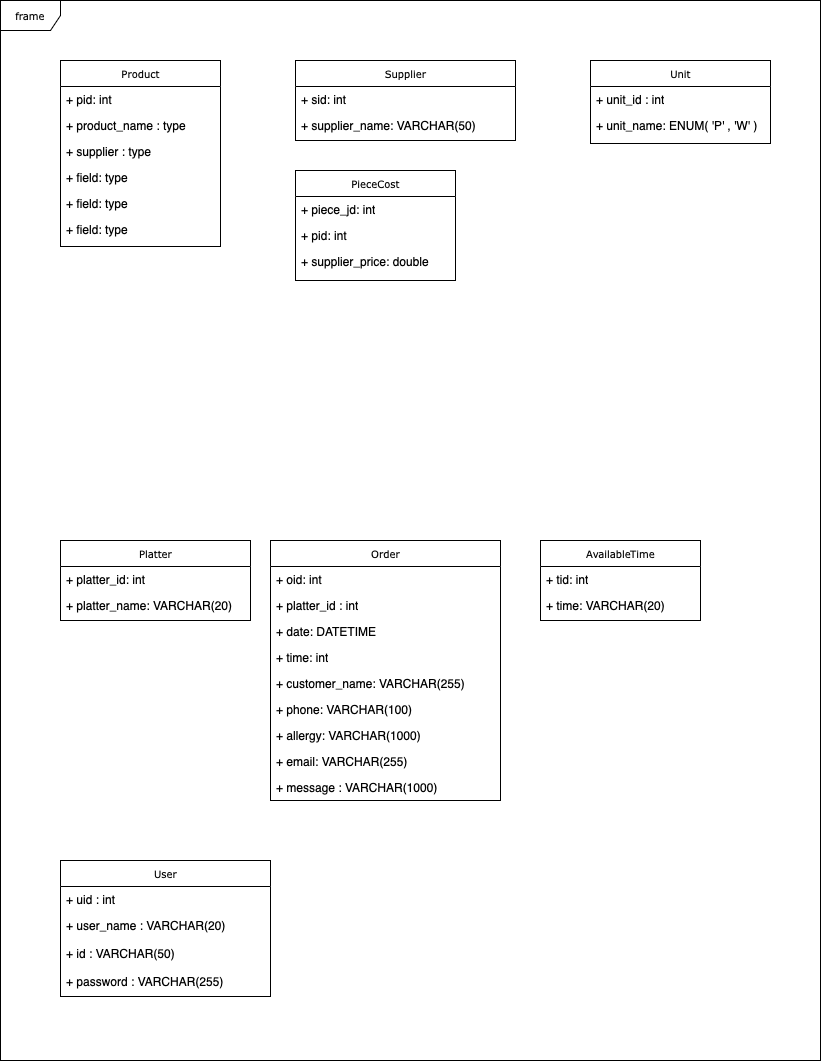 frame
Product
+ pid: int
+ product_name : type
+ supplier : type
+ field: type
+ field: type
+ field: type
Supplier
+ sid: int
+ supplier_name: VARCHAR(50)
Unit
+ unit_id : int
+ unit_name: ENUM( 'P' , 'W' )
PieceCost
+ piece_jd: int
+ pid: int
+ supplier_price: double
Platter
+ platter_id: int
+ platter_name: VARCHAR(20)
Order
+ oid: int
+ platter_id : int
+ date: DATETIME
+ time: int
+ customer_name: VARCHAR(255)
+ phone: VARCHAR(100)
+ allergy: VARCHAR(1000)
+ email: VARCHAR(255)
+ message : VARCHAR(1000)
AvailableTime
+ tid: int
+ time: VARCHAR(20)
User
+ uid : int
+ user_name : VARCHAR(20)
+ id : VARCHAR(50)
+ password : VARCHAR(255)